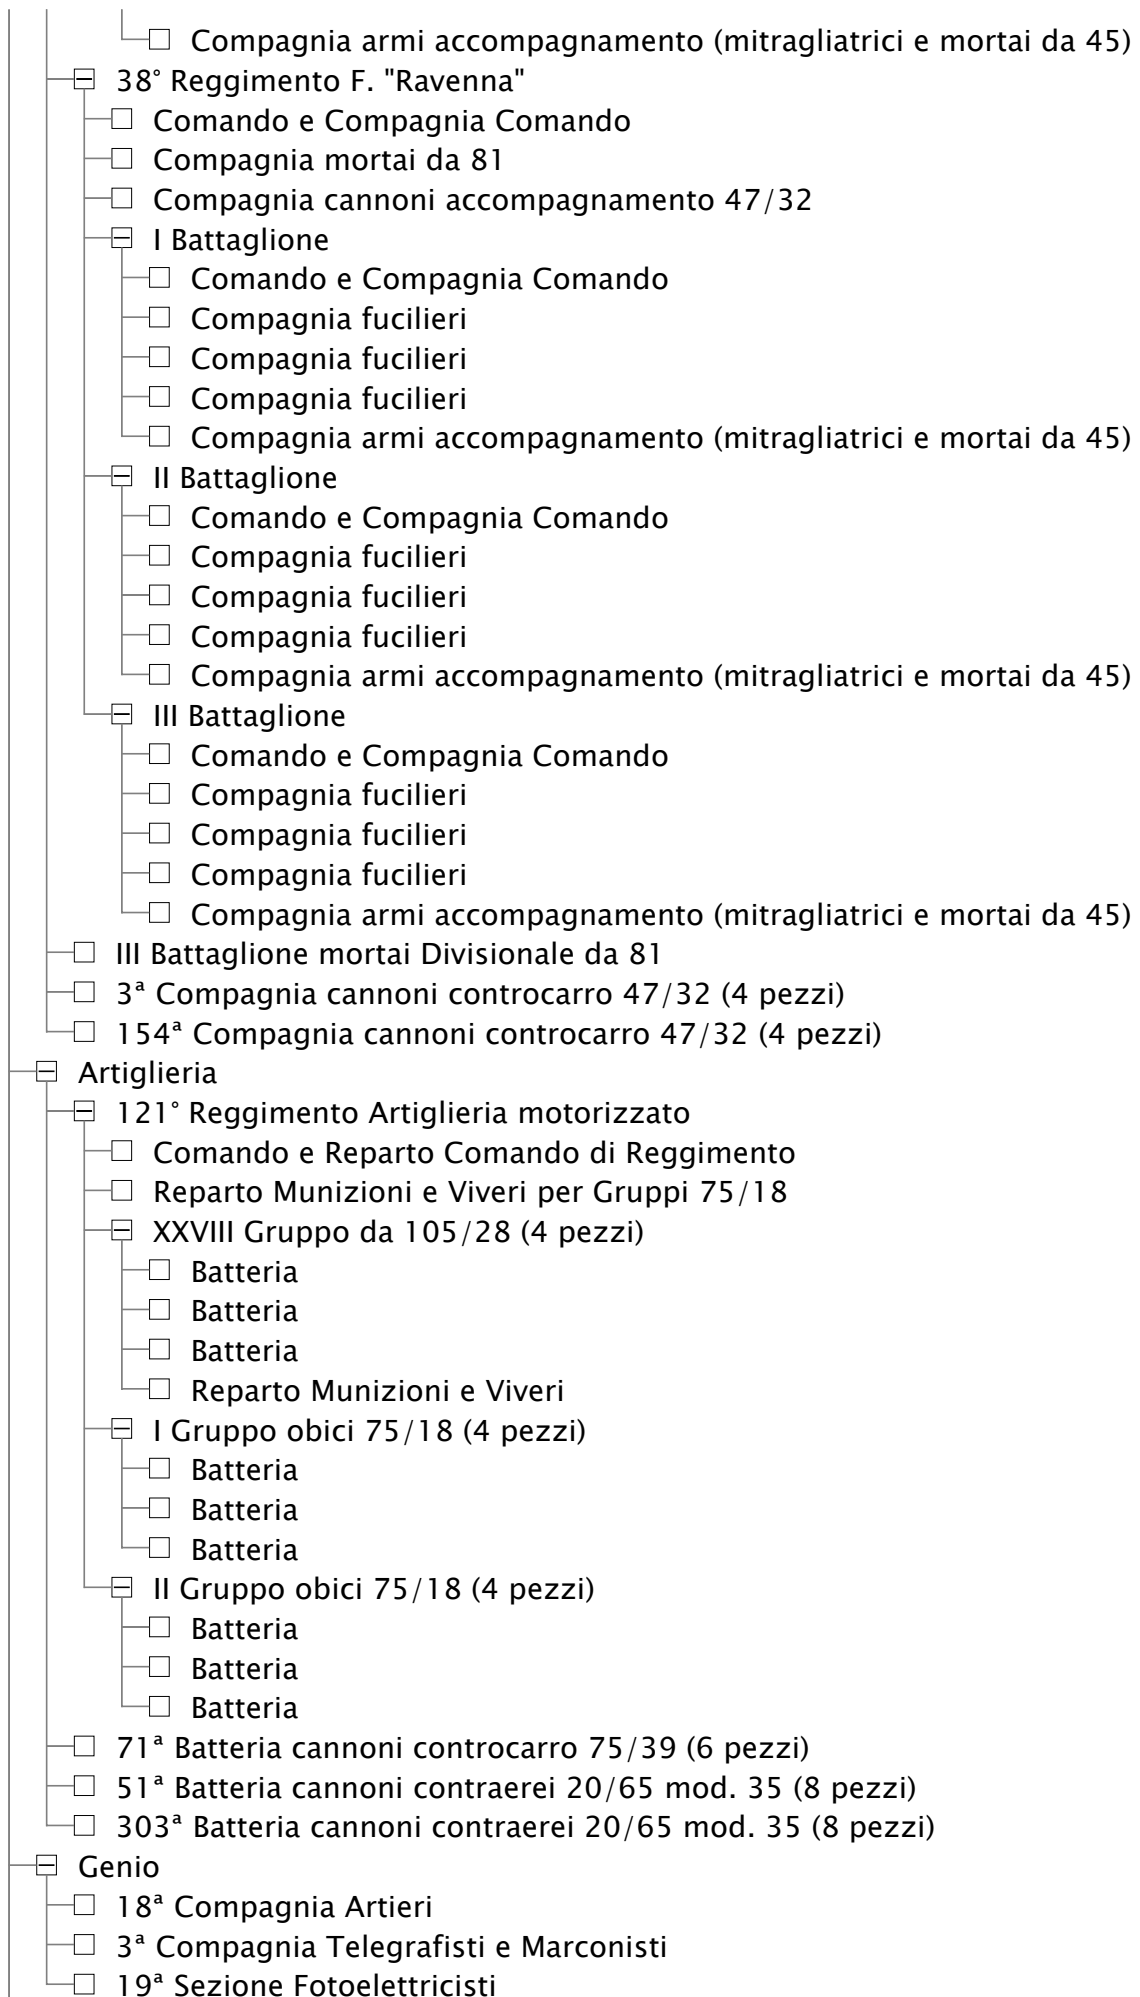 Compagnia armi accompagnamento (mitragliatrici e mortai da 45)
38° Reggimento F. "Ravenna"
Comando e Compagnia Comando
Compagnia mortai da 81
Compagnia cannoni accompagnamento 47/32
I Battaglione
Comando e Compagnia Comando
Compagnia fucilieri
Compagnia fucilieri
Compagnia fucilieri
Compagnia armi accompagnamento (mitragliatrici e mortai da 45)
II Battaglione
Comando e Compagnia Comando
Compagnia fucilieri
Compagnia fucilieri
Compagnia fucilieri
Compagnia armi accompagnamento (mitragliatrici e mortai da 45)
III Battaglione
Comando e Compagnia Comando
Compagnia fucilieri
Compagnia fucilieri
Compagnia fucilieri
Compagnia armi accompagnamento (mitragliatrici e mortai da 45)
III Battaglione mortai Divisionale da 81
3ª Compagnia cannoni controcarro 47/32 (4 pezzi)
154ª Compagnia cannoni controcarro 47/32 (4 pezzi)
Artiglieria
121° Reggimento Artiglieria motorizzato
Comando e Reparto Comando di Reggimento
Reparto Munizioni e Viveri per Gruppi 75/18
XXVIII Gruppo da 105/28 (4 pezzi)
Batteria
Batteria
Batteria
Reparto Munizioni e Viveri
I Gruppo obici 75/18 (4 pezzi)
Batteria
Batteria
Batteria
II Gruppo obici 75/18 (4 pezzi)
Batteria
Batteria
Batteria
71ª Batteria cannoni controcarro 75/39 (6 pezzi)
51ª Batteria cannoni contraerei 20/65 mod. 35 (8 pezzi)
303ª Batteria cannoni contraerei 20/65 mod. 35 (8 pezzi)
Genio
18ª Compagnia Artieri
3ª Compagnia Telegrafisti e Marconisti
19ª Sezione Fotoelettricisti